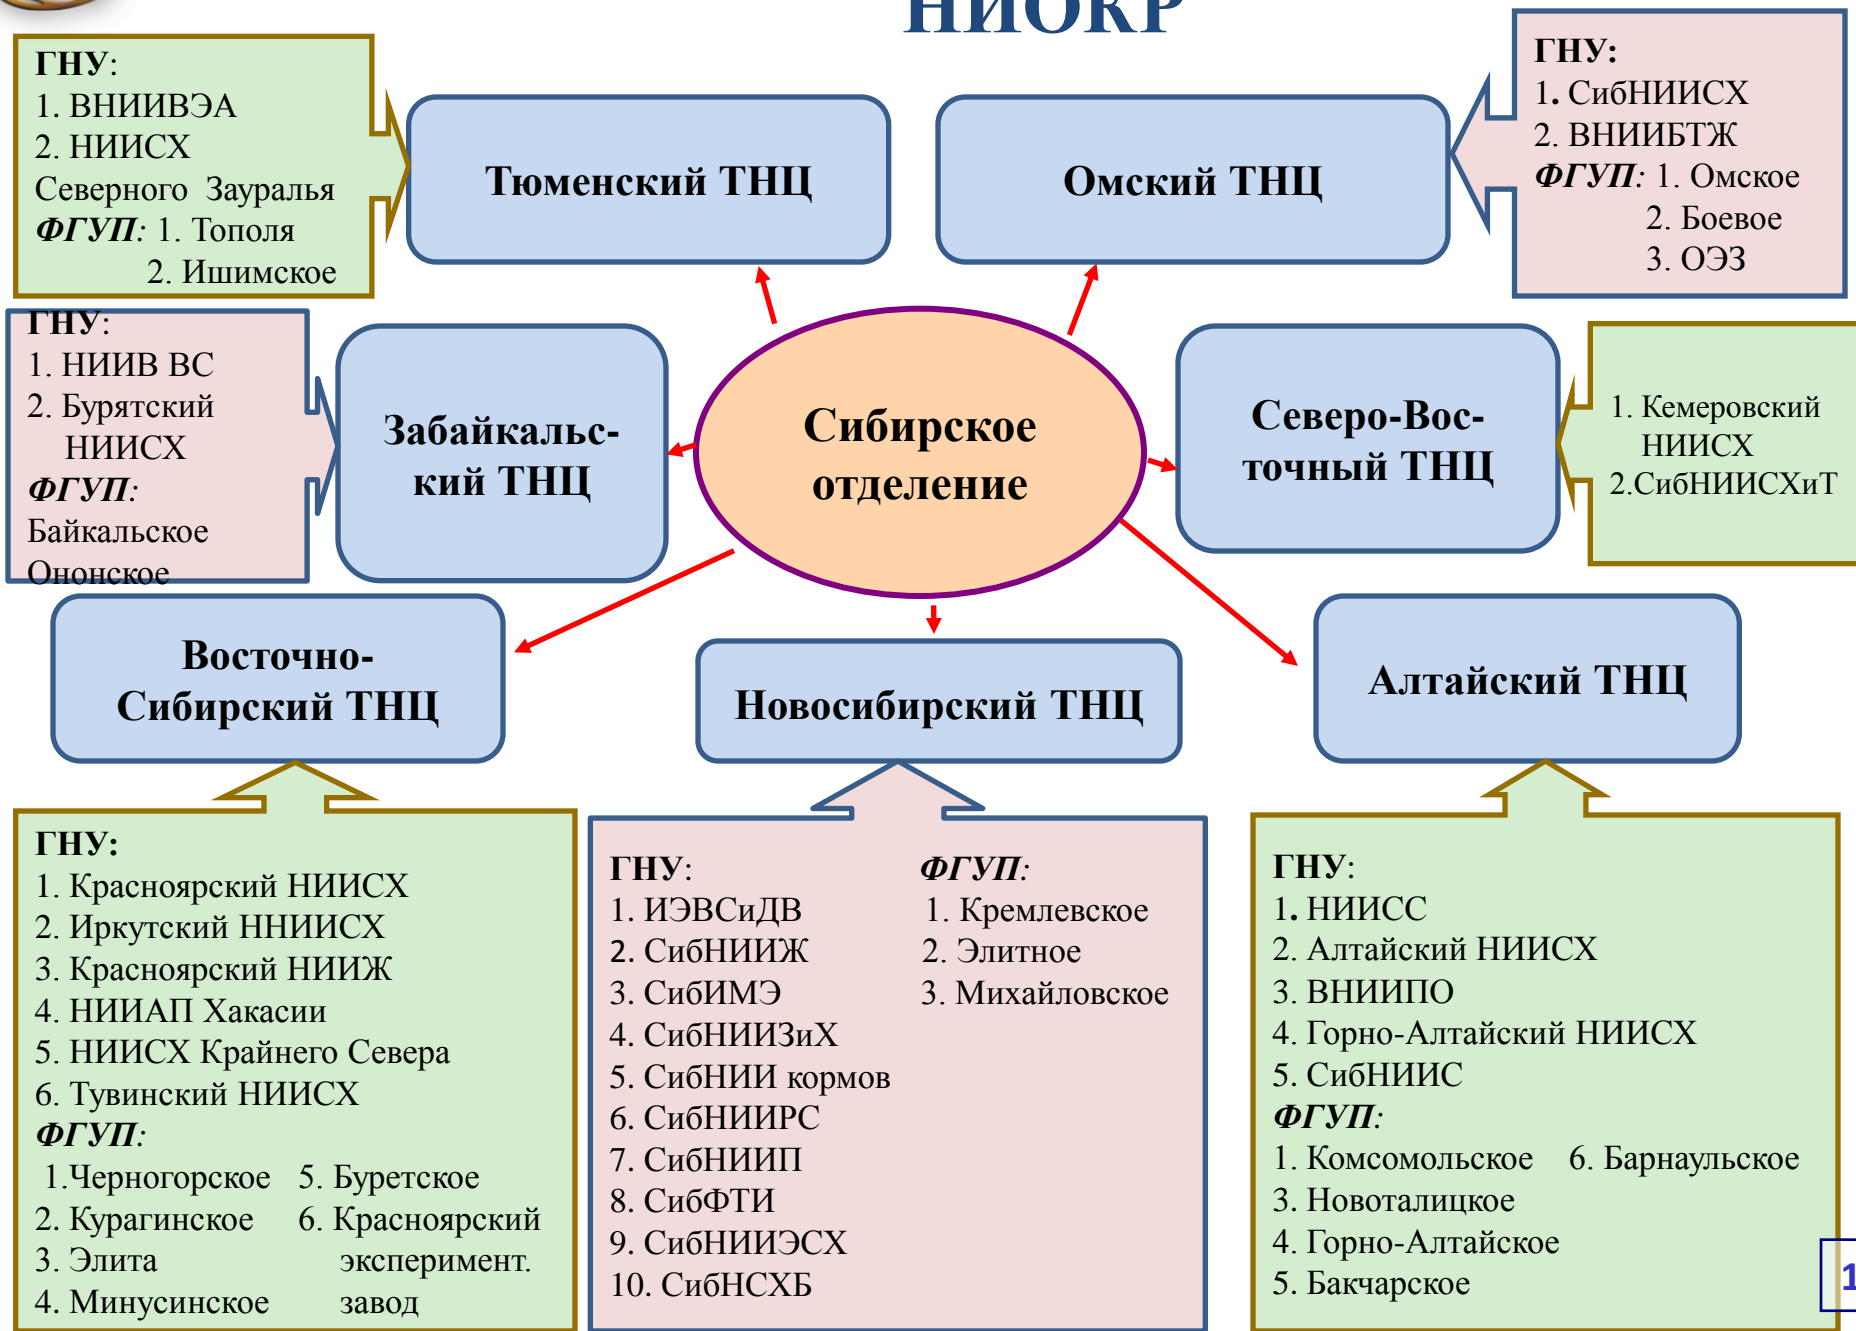 НИОКР
ГНУ:
1. ВНИИВЭА
2. НИИСХ
Северного Зауралья
ФГУП: 1. Тополя
2. Ишимское
Тюменский ТНЦ
Омский ТНЦ
ГНУ:
1. СибНИИСХ
2. ВНИИБТЖ
ФГУП: 1. Омское
2. Боевое
3. ОЭЗ
ГНУ:
1. НИИВ ВС
2. Бурятский
НИИСХ
ФГУП:
Байкальское
Ононское
Забайкальс-
кий ТНЦ
Сибирское
отделение
Северо-Вос-
точный ТНЦ
1. Кемеровский
НИИСХ
2.СибНИИСХиТ
Восточно-
Сибирский ТНЦ
Новосибирский ТНЦ
Алтайский ТНЦ
ГНУ:
1. Красноярский НИИСХ
2. Иркутский ННИИСХ
3. Красноярский НИИЖ
4. НИИАП Хакасии
5. НИИСХ Крайнего Севера
6. Тувинский НИИСХ
ФГУП:
1.Черногорское 5. Буретское
2. Курагинское 6. Красноярский
3. Элита эксперимент.
4. Минусинское завод
ГНУ:
1. ИЭВСиДВ
2. СибНИИЖ
3. СибИМЭ
4. СибНИИЗиХ
5. СибНИИ кормов
6. СибНИИРС
7. СибНИИП
8. СибФТИ
9. СибНИИЭСХ
10. СибНСХБ
ФГУП:
1. Кремлевское
2. Элитное
3. Михайловское
ГНУ:
1. НИИСС
2. Алтайский НИИСХ
3. ВНИИПО
4. Горно-Алтайский НИИСХ
5. СибНИИС
ФГУП:
1. Комсомольское 6. Барнаульское
3. Новоталицкое
4. Горно-Алтайское
5. Бакчарское
1